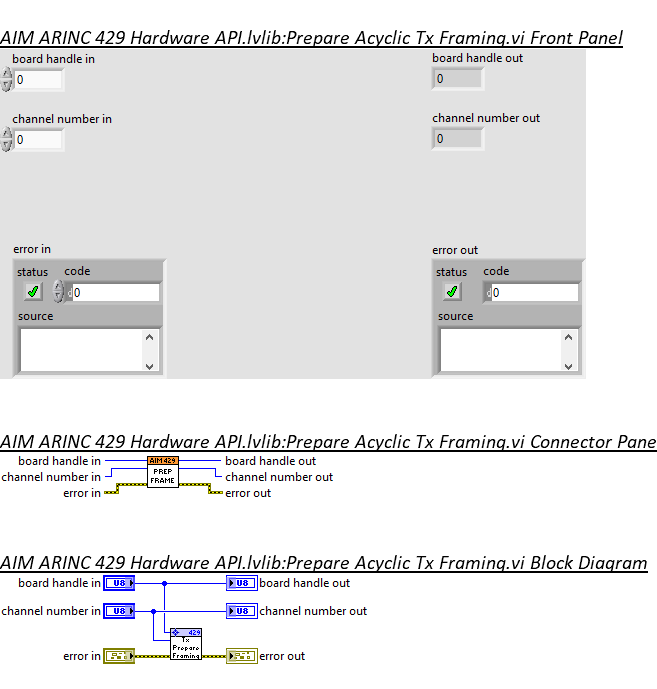 AIM ARINC 429 Hardware API.lvlib:Prepare Acyclic Tx Framing.vi Front Panel
board handle in
board handle out
0
0
channel number in
channel number out
0
0
error in
error out
status code
status code
d 0
d 0
source
source
AIM ARINC 429 Hardware API.lvlib:Prepare Acyclic Tx Framing.vi Connector Pane
board handle in
AIM429
board handle out
channel number in
PREP
channel number out
FRAME
error in
error out
AIM ARINC 429 Hardware API.lvlib:Prepare Acyclic Tx Framing.vi Block Diagram
board handle in U8
U8 board handle out
channel number in U8
U8 channel number out
429
Tx
Prepare
Framing
error in
error out